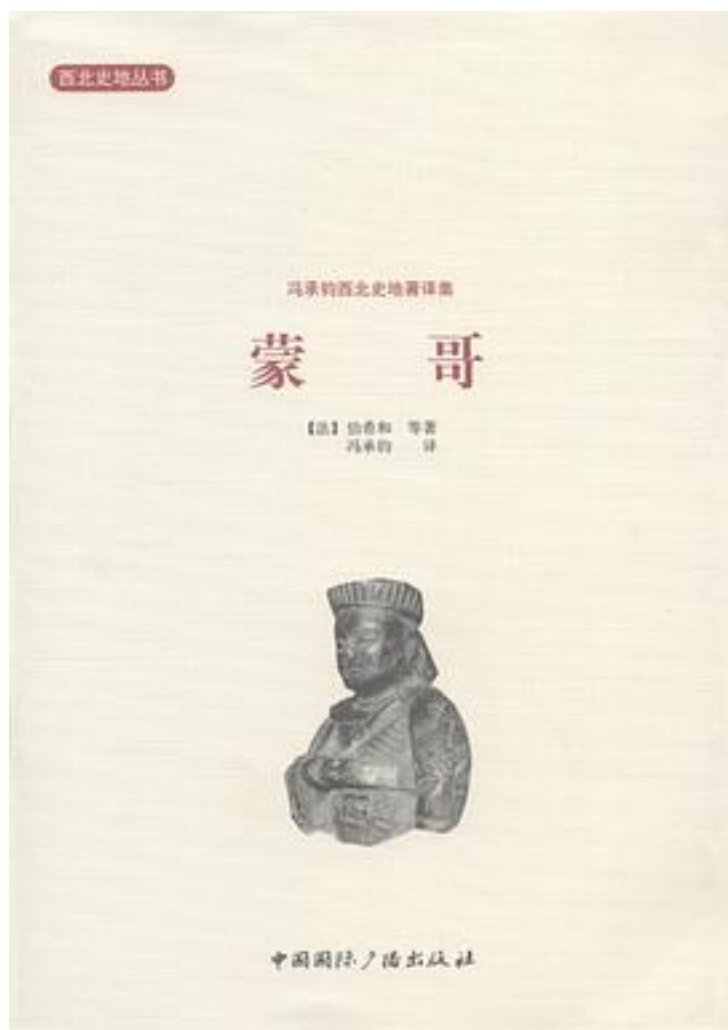 西北史地丛书
冯承钧西北史地著译集
蒙 哥
【法】伯希和 等著
冯承钧 译
中国国际广播出版社